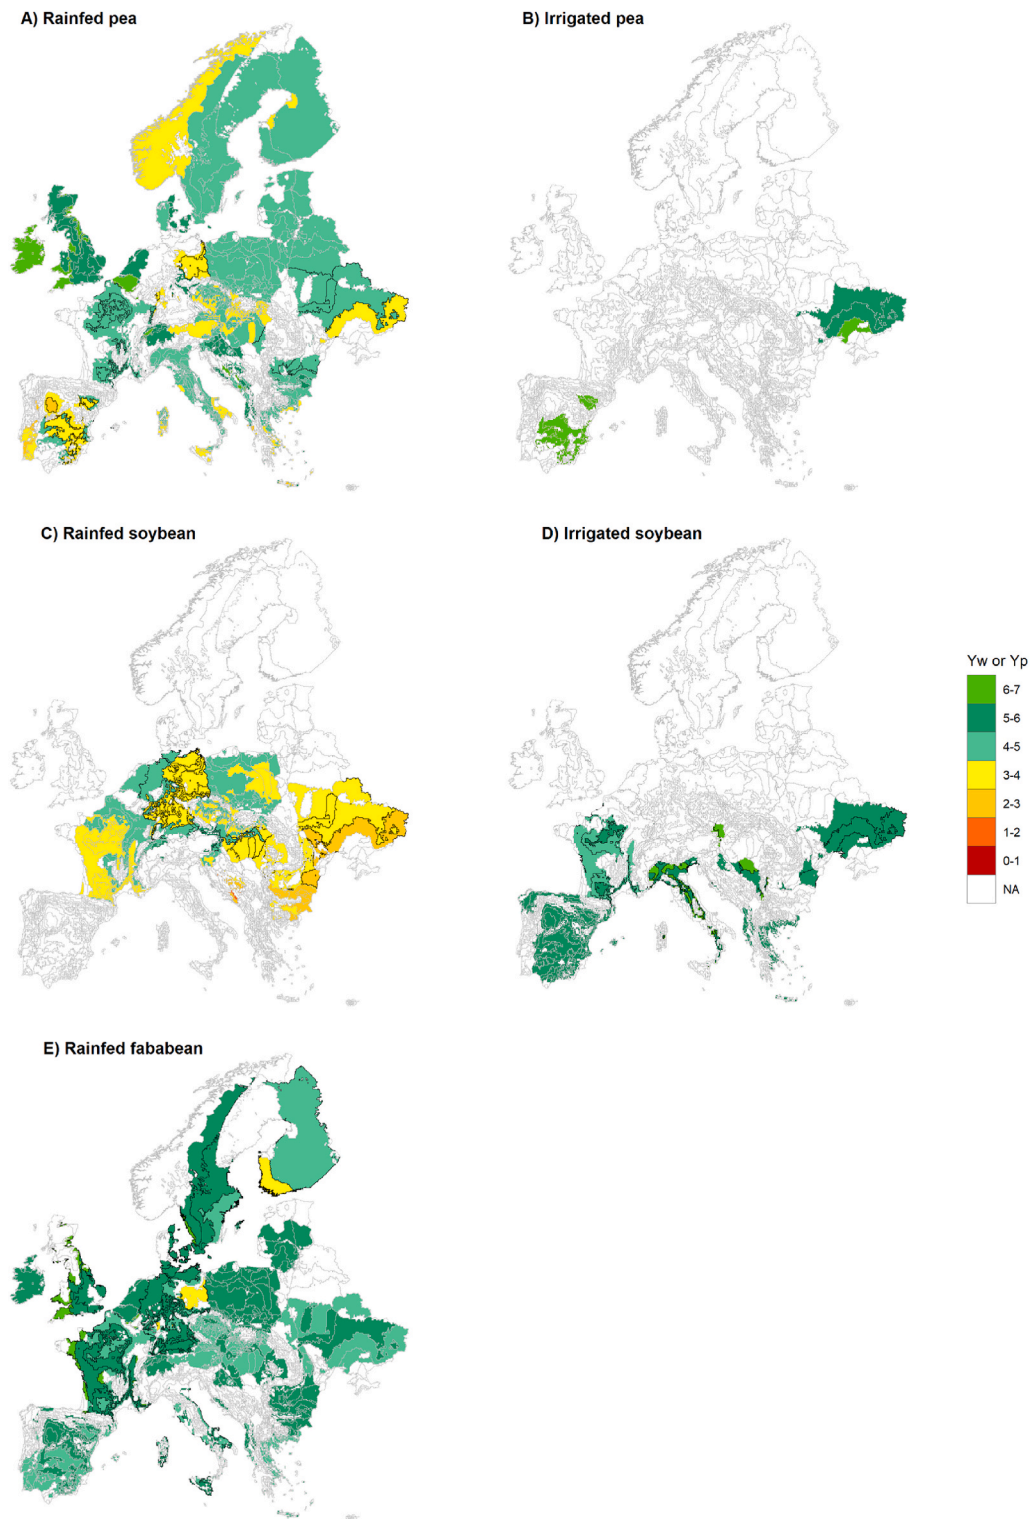 A) Rainfed pea
B) Irrigated pea
C) Rainfed soybean
D) Irrigated soybean
Yw or Yp
6-7
5-6
4-5
3-4
2-3
1-2
0-1
NA
E) Rainfed fababean